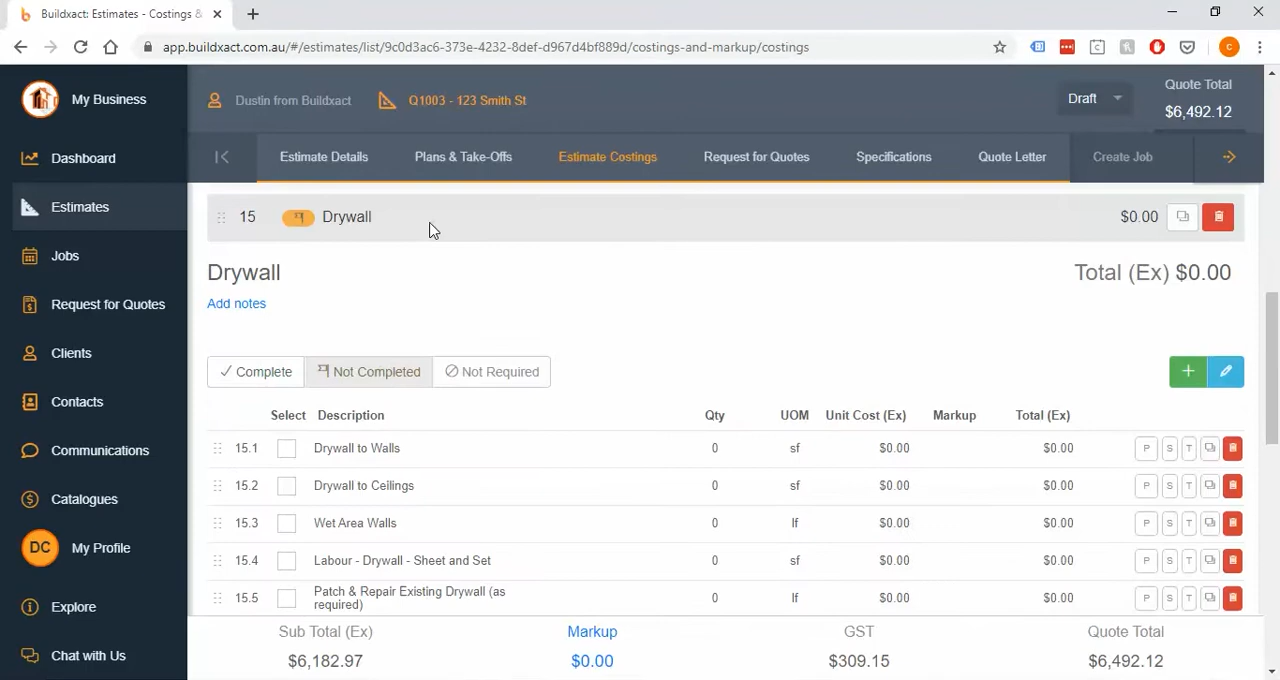 Buildxact: Estimates - Costings &
app.buildxact.com.au/#/estimates/list/9c0d3ac6-373e-4232-8def-d967d4bf889d/costings-and-markup/costings
C
My Business
Dustin from Buildxact
Q1003 - 123 Smith St
Draft
Quote Total
$6,492.12
Estimate Details
Plans & Take-Offs
Estimate Costings
Request for Quotes
Specifications
Quote Letter
Create Job
Dashboard
Estimates
Jobs
Request for Quotes
Clients
Contacts
Communications
Catalogues
DC My Profile
Explore
Chat with Us
15 Drywall $0.00
Drywall Total (Ex) $0.00
Add notes
Complete Not Completed Not Required
Select Description Qty UOM Unit Cost (Ex) Markup Total (Ex)
15.1 Drywall to Walls 0 sf $0.00 $0.00 P S T
15.2 Drywall to Ceilings 0 sf $0.00 $0.00 P S T
15.3 Wet Area Walls 0 lf $0.00 $0.00 P S T
15.4 Labour - Drywall - Sheet and Set 0 sf $0.00 $0.00 P S T
15.5 Patch & Repair Existing Drywall (as
required) 0 lf $0.00 $0.00 P S T
Sub Total (Ex) Markup GST Quote Total
$6,182.97 $0.00 $309.15 $6,492.12